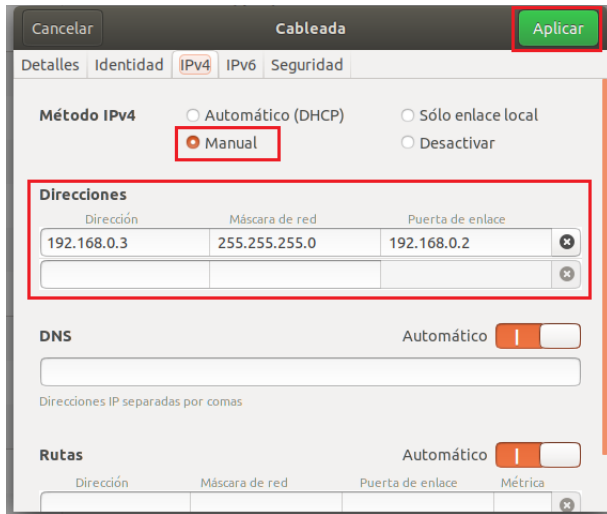 Cancelar Cableada Aplicar
Detalles Identidad IPv4 IPv6 Seguridad
Método IPv4 Automático (DHCP) Sólo enlace local
Manual Desactivar
Direcciones
Dirección Máscara de red Puerta de enlace
192.168.0.3 255.255.255.0 192.168.0.2
DNS Automático
Direcciones IP separadas por comas
Rutas Automático
Dirección Máscara de red Puerta de enlace Métrica